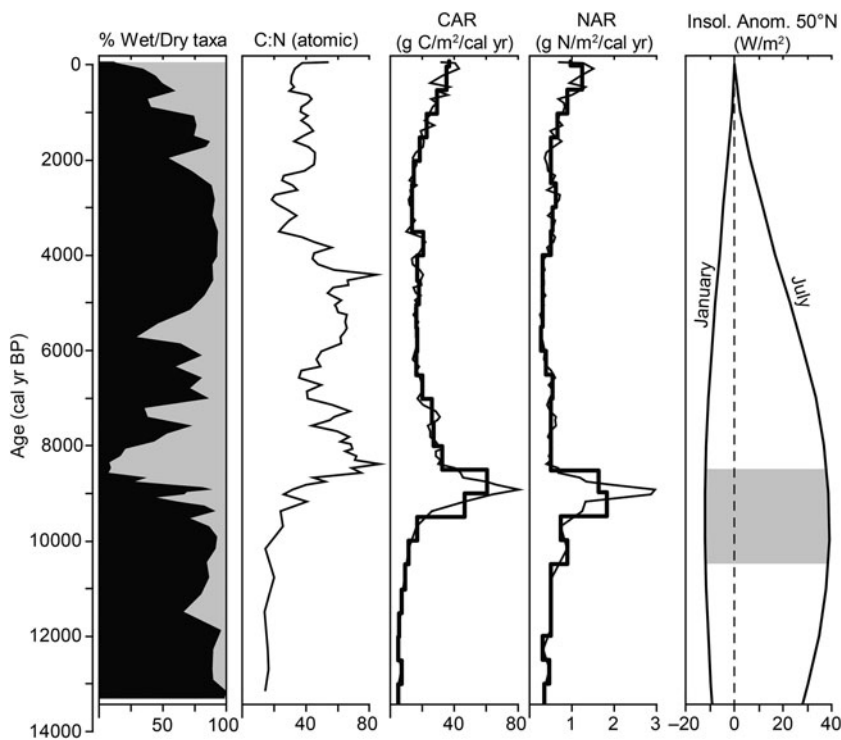 % Wet/Dry taxa
C:N (atomic)
CAR
(g C/m²/cal yr)
NAR
(g N/m²/cal yr)
Insol. Anom. 50°N
(W/m²)
Age (cal yr BP)
0
2000
4000
6000
8000
10000
12000
14000
January
July
50 100
40 80
40 80
1 2 3
–20 0 20 40